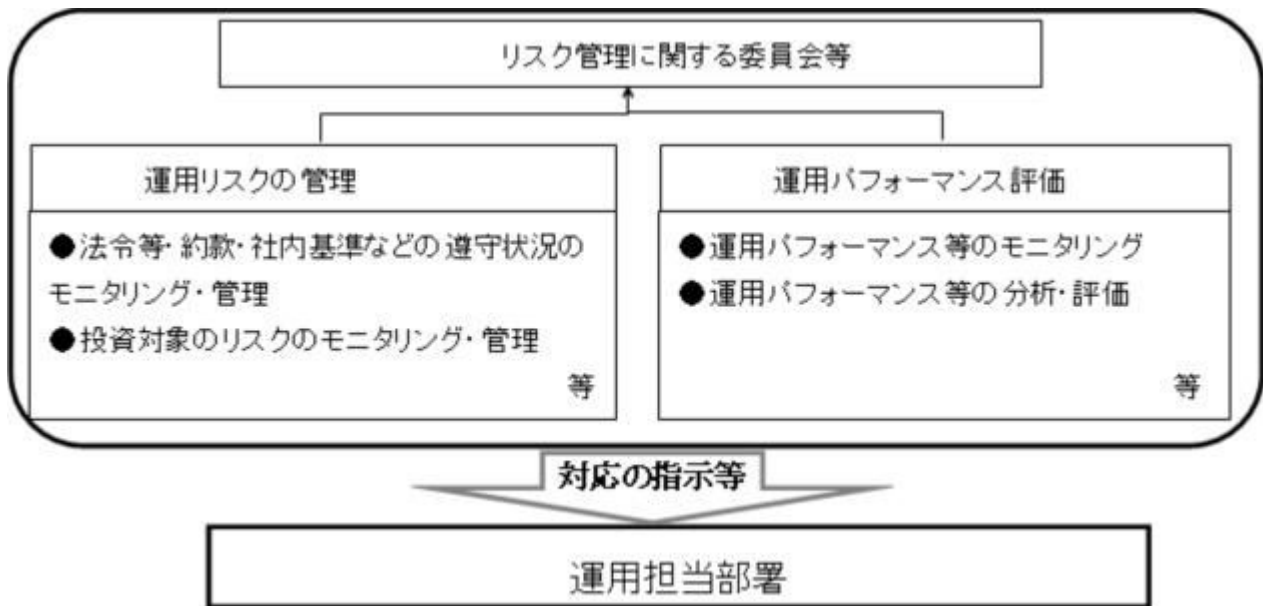 リスク管理に関する委員会等
運用リスクの管理
●法令等・約款・社内基準などの遵守状況の
モニタリング・管理
●投資対象のリスクのモニタリング・管理
等
運用パフォーマンス評価
●運用パフォーマンス等のモニタリング
●運用パフォーマンス等の分析・評価
等
対応の指示等
運用担当部署